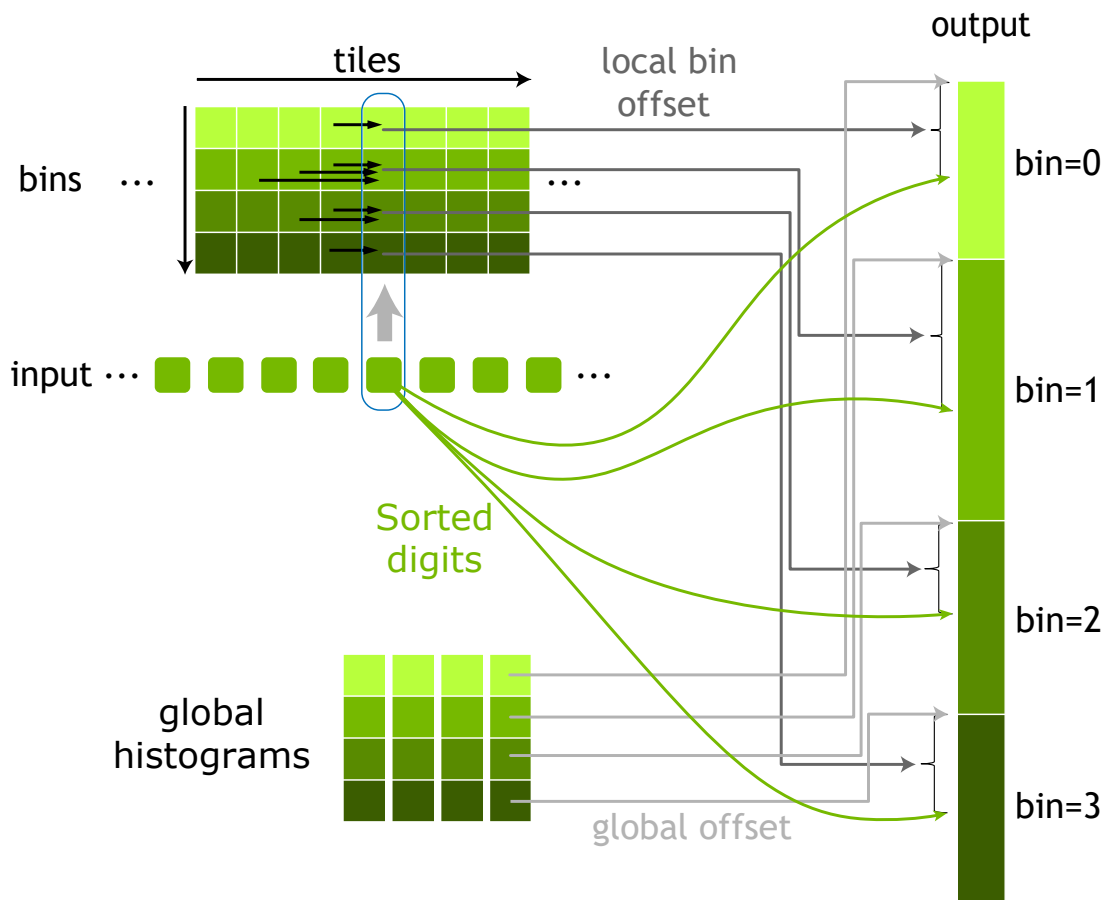 output
tiles
local bin
offset
bins ... ...
bin=0
input ... ...
bin=1
Sorted
digits
bin=2
global
histograms
bin=3
global offset